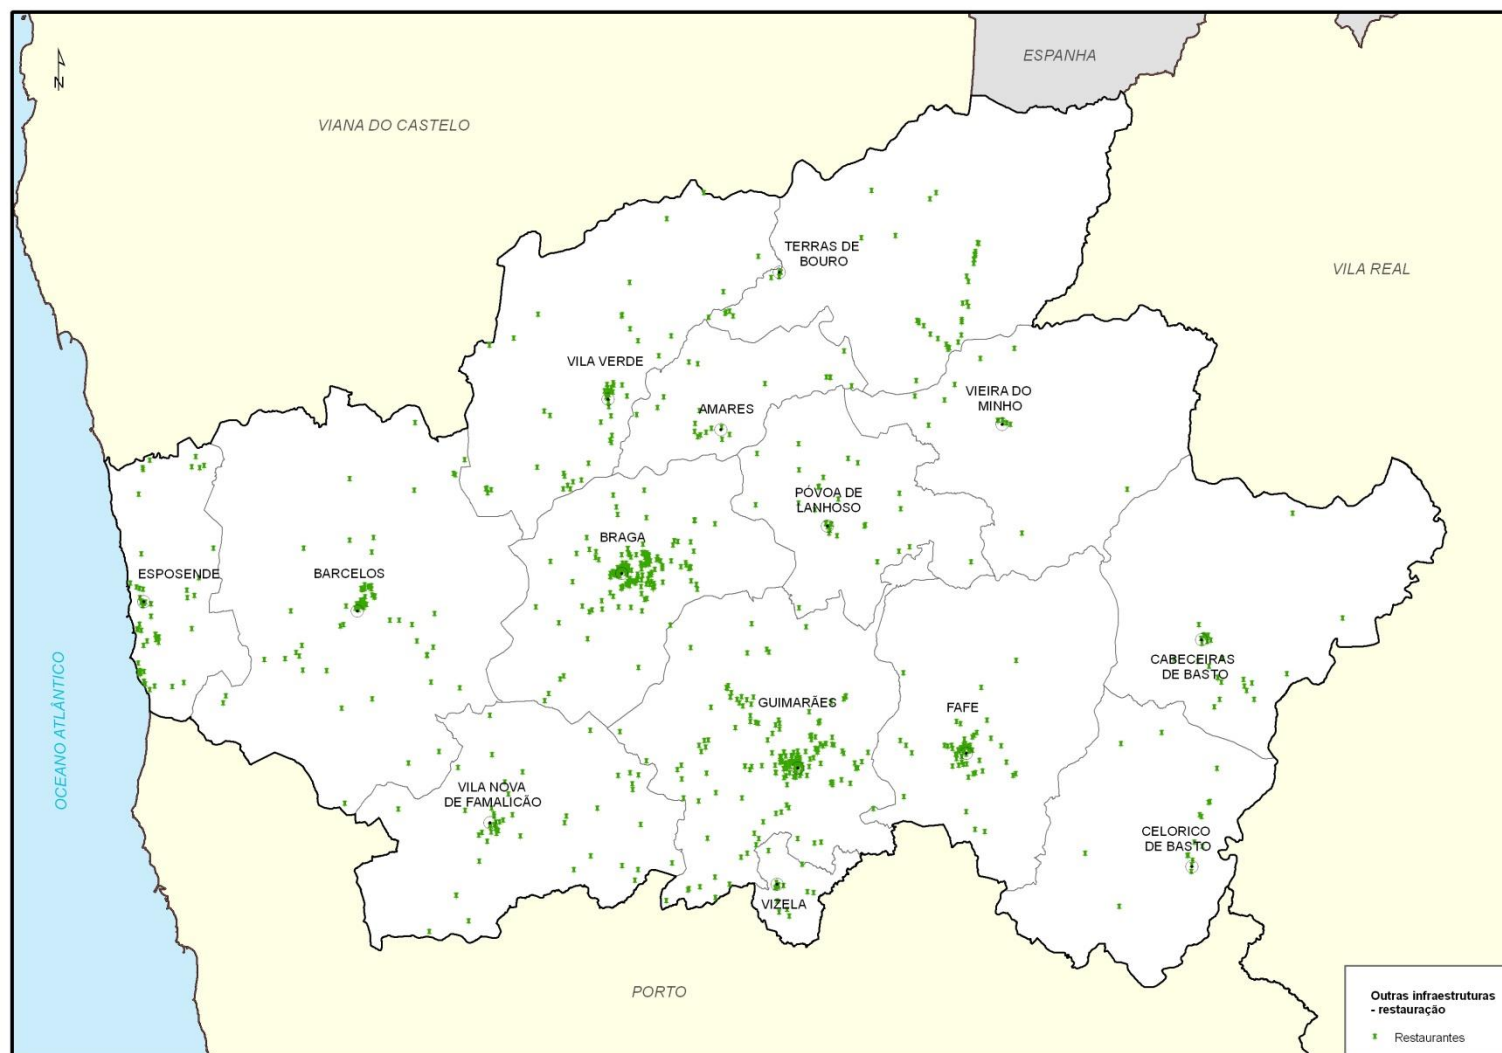 ESPANHA
N
VIANA DO CASTELO
TERRAS DE
BOURO
VILA REAL
VILA VERDE
VIEIRA DO
MINHO
AMARES
PÓVOA DE
LANHOSO
BRAGA
ESPOSENDE
BARCELOS
CABECEIRAS
DE BASTO
OCEANO ATLÂNTICO
GUIMARÃES
FAFE
VILA NOVA
DE FAMALICÃO
CELORICO
DE BASTO
VIZELA
PORTO
Outras infraestruturas
- restauração
Restaurantes